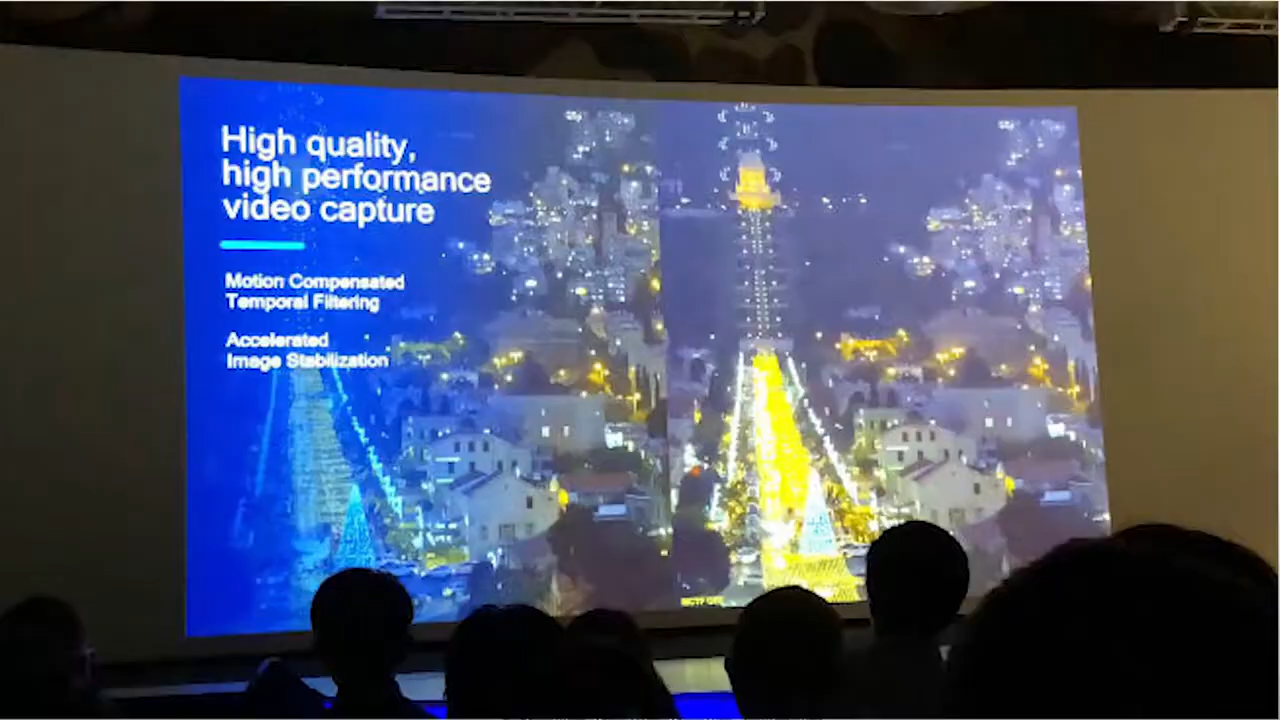 High quality,
high performance
video capture
Motion Compensated
Temporal Filtering
Accelerated
Image Stabilization